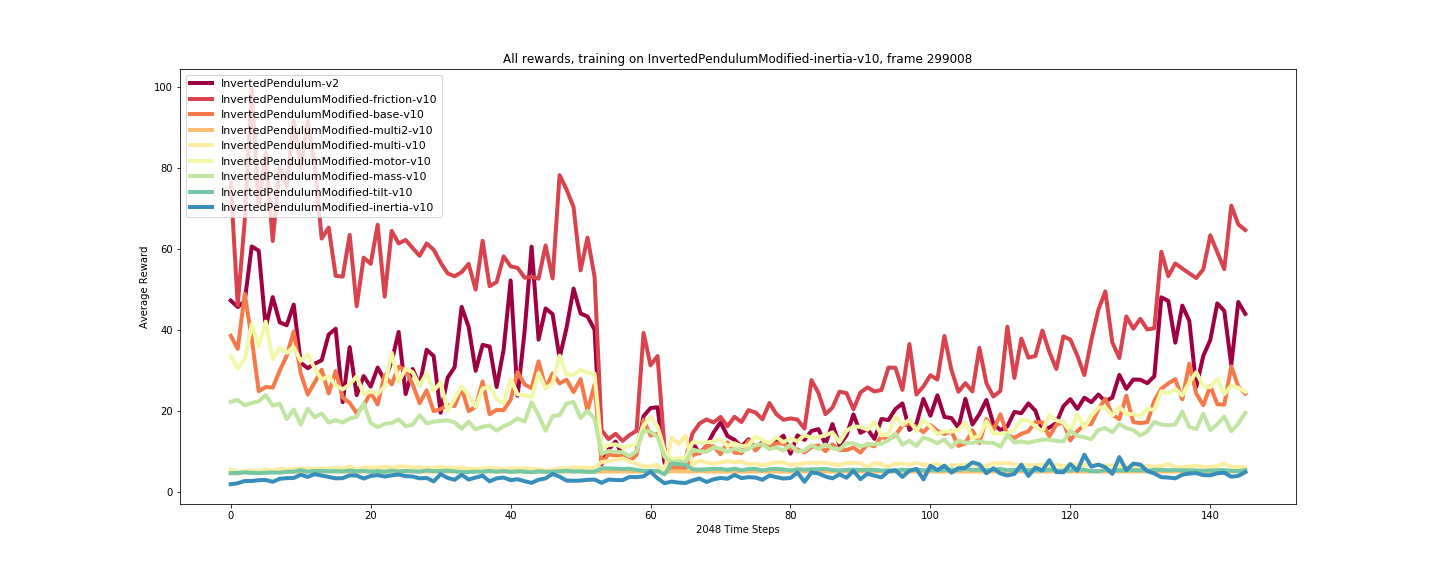 All rewards, training on InvertedPendulumModified-inertia-v10, frame 299008
InvertedPendulum-v2
InvertedPendulumModified-friction-v10
InvertedPendulumModified-base-v10
InvertedPendulumModified-multi2-v10
InvertedPendulumModified-multi-v10
InvertedPendulumModified-motor-v10
InvertedPendulumModified-mass-v10
InvertedPendulumModified-tilt-v10
InvertedPendulumModified-inertia-v10
100
80
60
40
20
0
Average Reward
0 20 40 60 80 100 120 140
2048 Time Steps